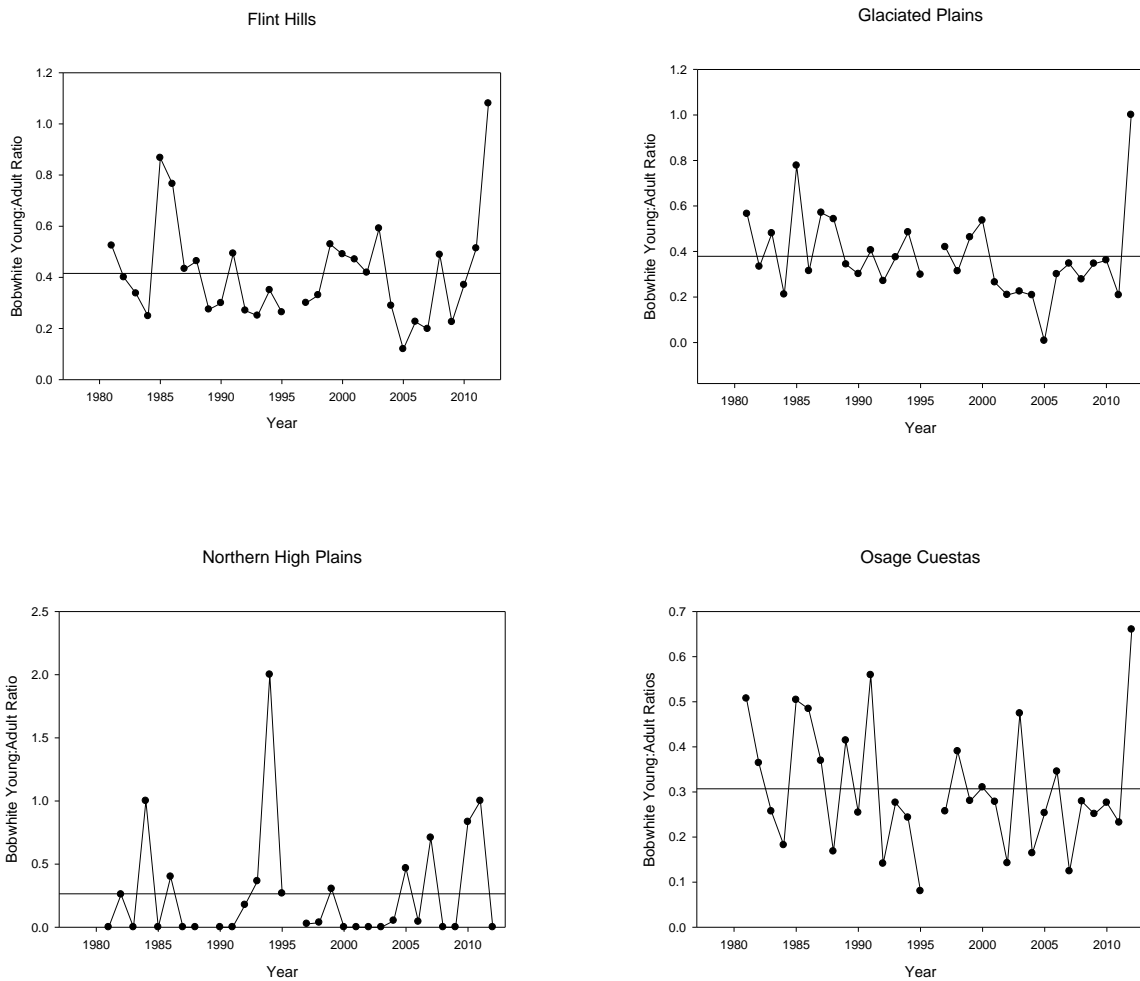 Flint Hills
Bobwhite Young:Adult Ratio
1.2
1.0
0.8
0.6
0.4
0.2
0.0
1980 1985 1990 1995 2000 2005 2010
Year
Glaciated Plains
Bobwhite Young:Adult Ratio
1.2
1.0
0.8
0.6
0.4
0.2
0.0
1980 1985 1990 1995 2000 2005 2010
Year
Northern High Plains
Bobwhite Young:Adult Ratio
2.5
2.0
1.5
1.0
0.5
0.0
1980 1985 1990 1995 2000 2005 2010
Year
Osage Cuestas
Bobwhite Young:Adult Ratios
0.7
0.6
0.5
0.4
0.3
0.2
0.1
0.0
1980 1985 1990 1995 2000 2005 2010
Year